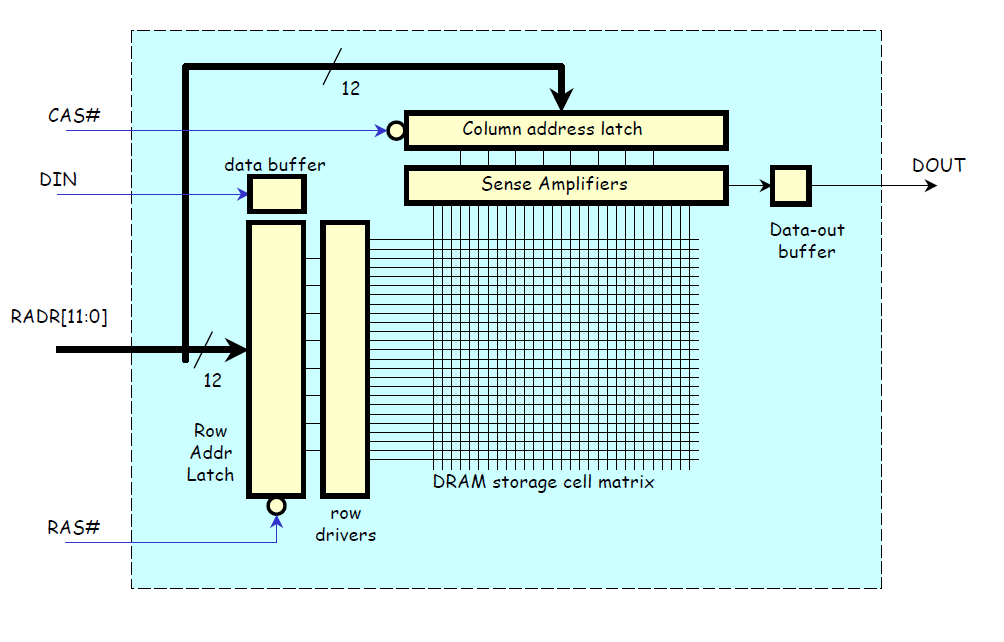 12
CAS#
Column address latch
data buffer
DIN
Sense Amplifiers
DOUT
Data-out
buffer
RADR[11:0]
12
Row
Addr
Latch
DRAM storage cell matrix
RAS#
row
drivers